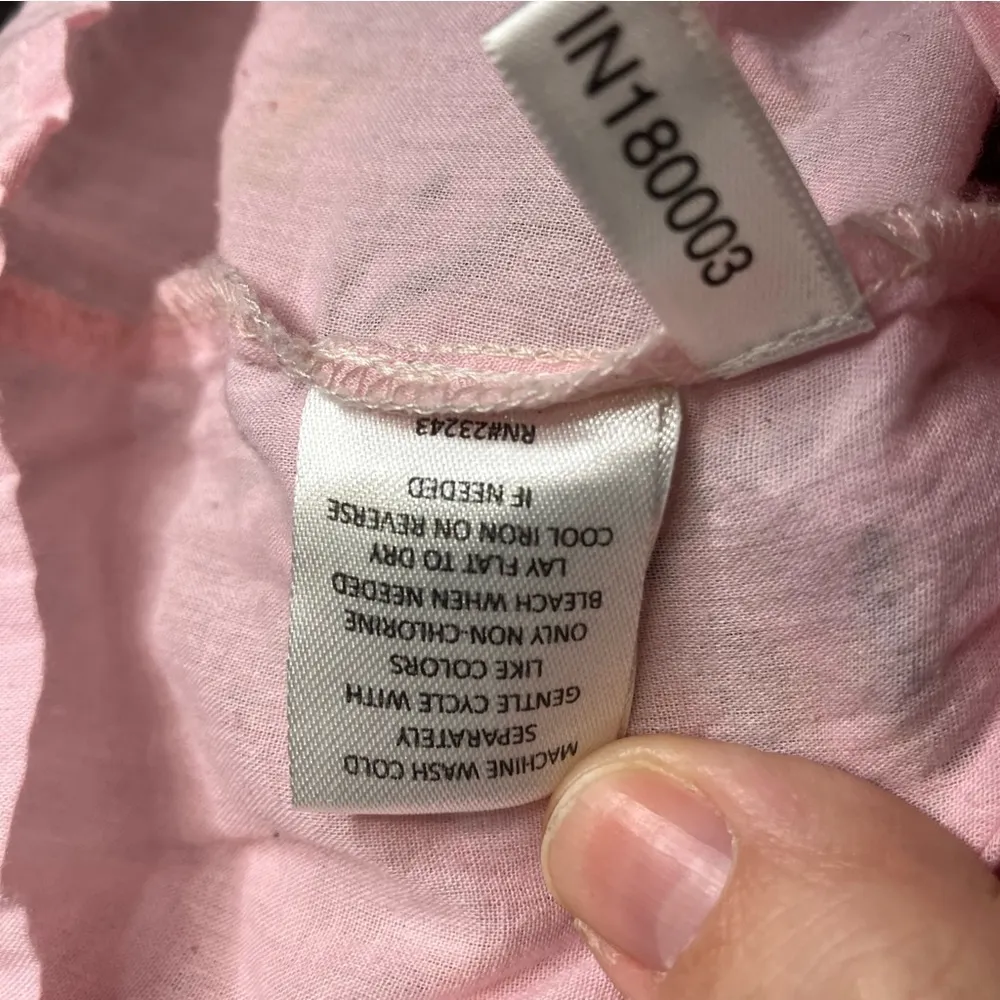 IN180003
MACHINE WASH COLD
SEPARATELY
GENTLE CYCLE WITH
LIKE COLORS
ONLY NON-CHLORINE
BLEACH WHEN NEEDED
LAY FLAT TO DRY
COOL IRON ON REVERSE
IF NEEDED
RN#23243